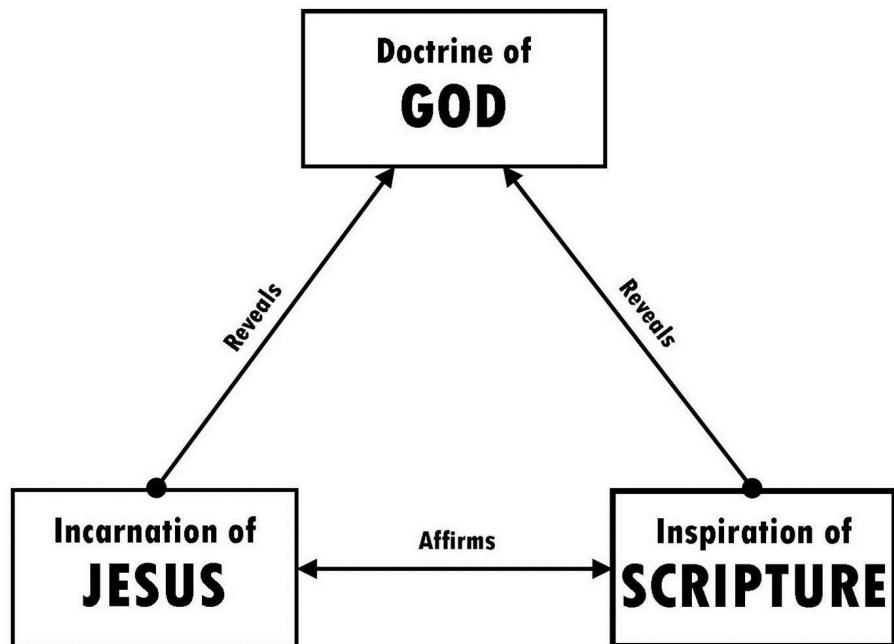 Doctrine of
GOD
Reveals
Reveals
Incarnation of
JESUS
Affirms
Inspiration of
SCRIPTURE